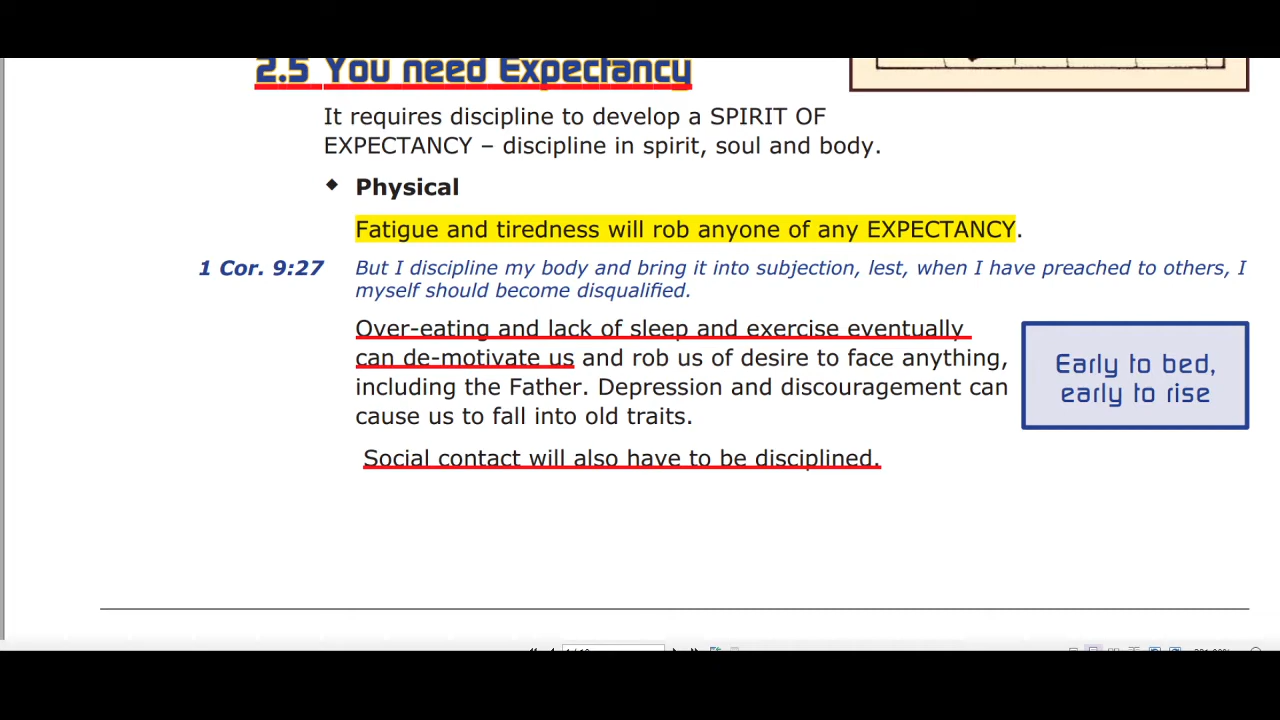 2.5 You need Expectancy
It requires discipline to develop a SPIRIT OF
EXPECTANCY – discipline in spirit, soul and body.
◆ Physical
Fatigue and tiredness will rob anyone of any EXPECTANCY.
1 Cor. 9:27 But I discipline my body and bring it into subjection, lest, when I have preached to others, I
myself should become disqualified.
Over-eating and lack of sleep and exercise eventually
can de-motivate us and rob us of desire to face anything,
including the Father. Depression and discouragement can
cause us to fall into old traits.
Early to bed,
early to rise
Social contact will also have to be disciplined.